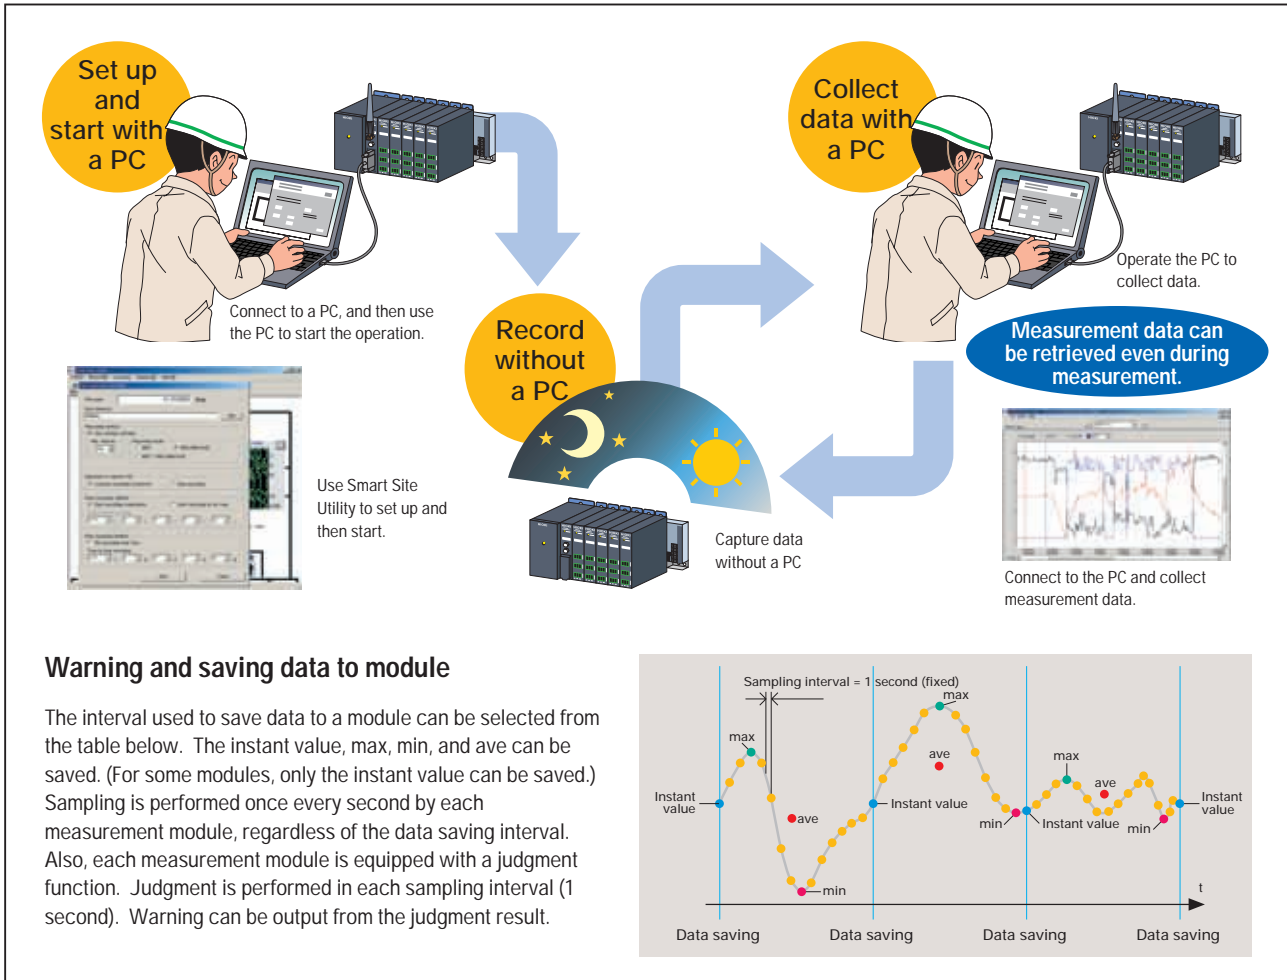 Set up
and
start with
a PC
Connect to a PC, and then use
the PC to start the operation.
Use Smart Site
Utility to set up and
then start.
Record
without
a PC
Capture data
without a PC
Collect
data with
a PC
Operate the PC to
collect data.
Measurement data can
be retrieved even during
measurement.
Connect to the PC and collect
measurement data.
Warning and saving data to module
The interval used to save data to a module can be selected from
the table below. The instant value, max, min, and ave can be
saved. (For some modules, only the instant value can be saved.)
Sampling is performed once every second by each
measurement module, regardless of the data saving interval.
Also, each measurement module is equipped with a judgment
function. Judgment is performed in each sampling interval (1
second). Warning can be output from the judgment result.
Sampling interval = 1 second (fixed)
max
max
max
ave
ave
ave
Instant
value
Instant value
Instant value
Instant
value
min
min
min
t
Data saving
Data saving
Data saving
Data saving